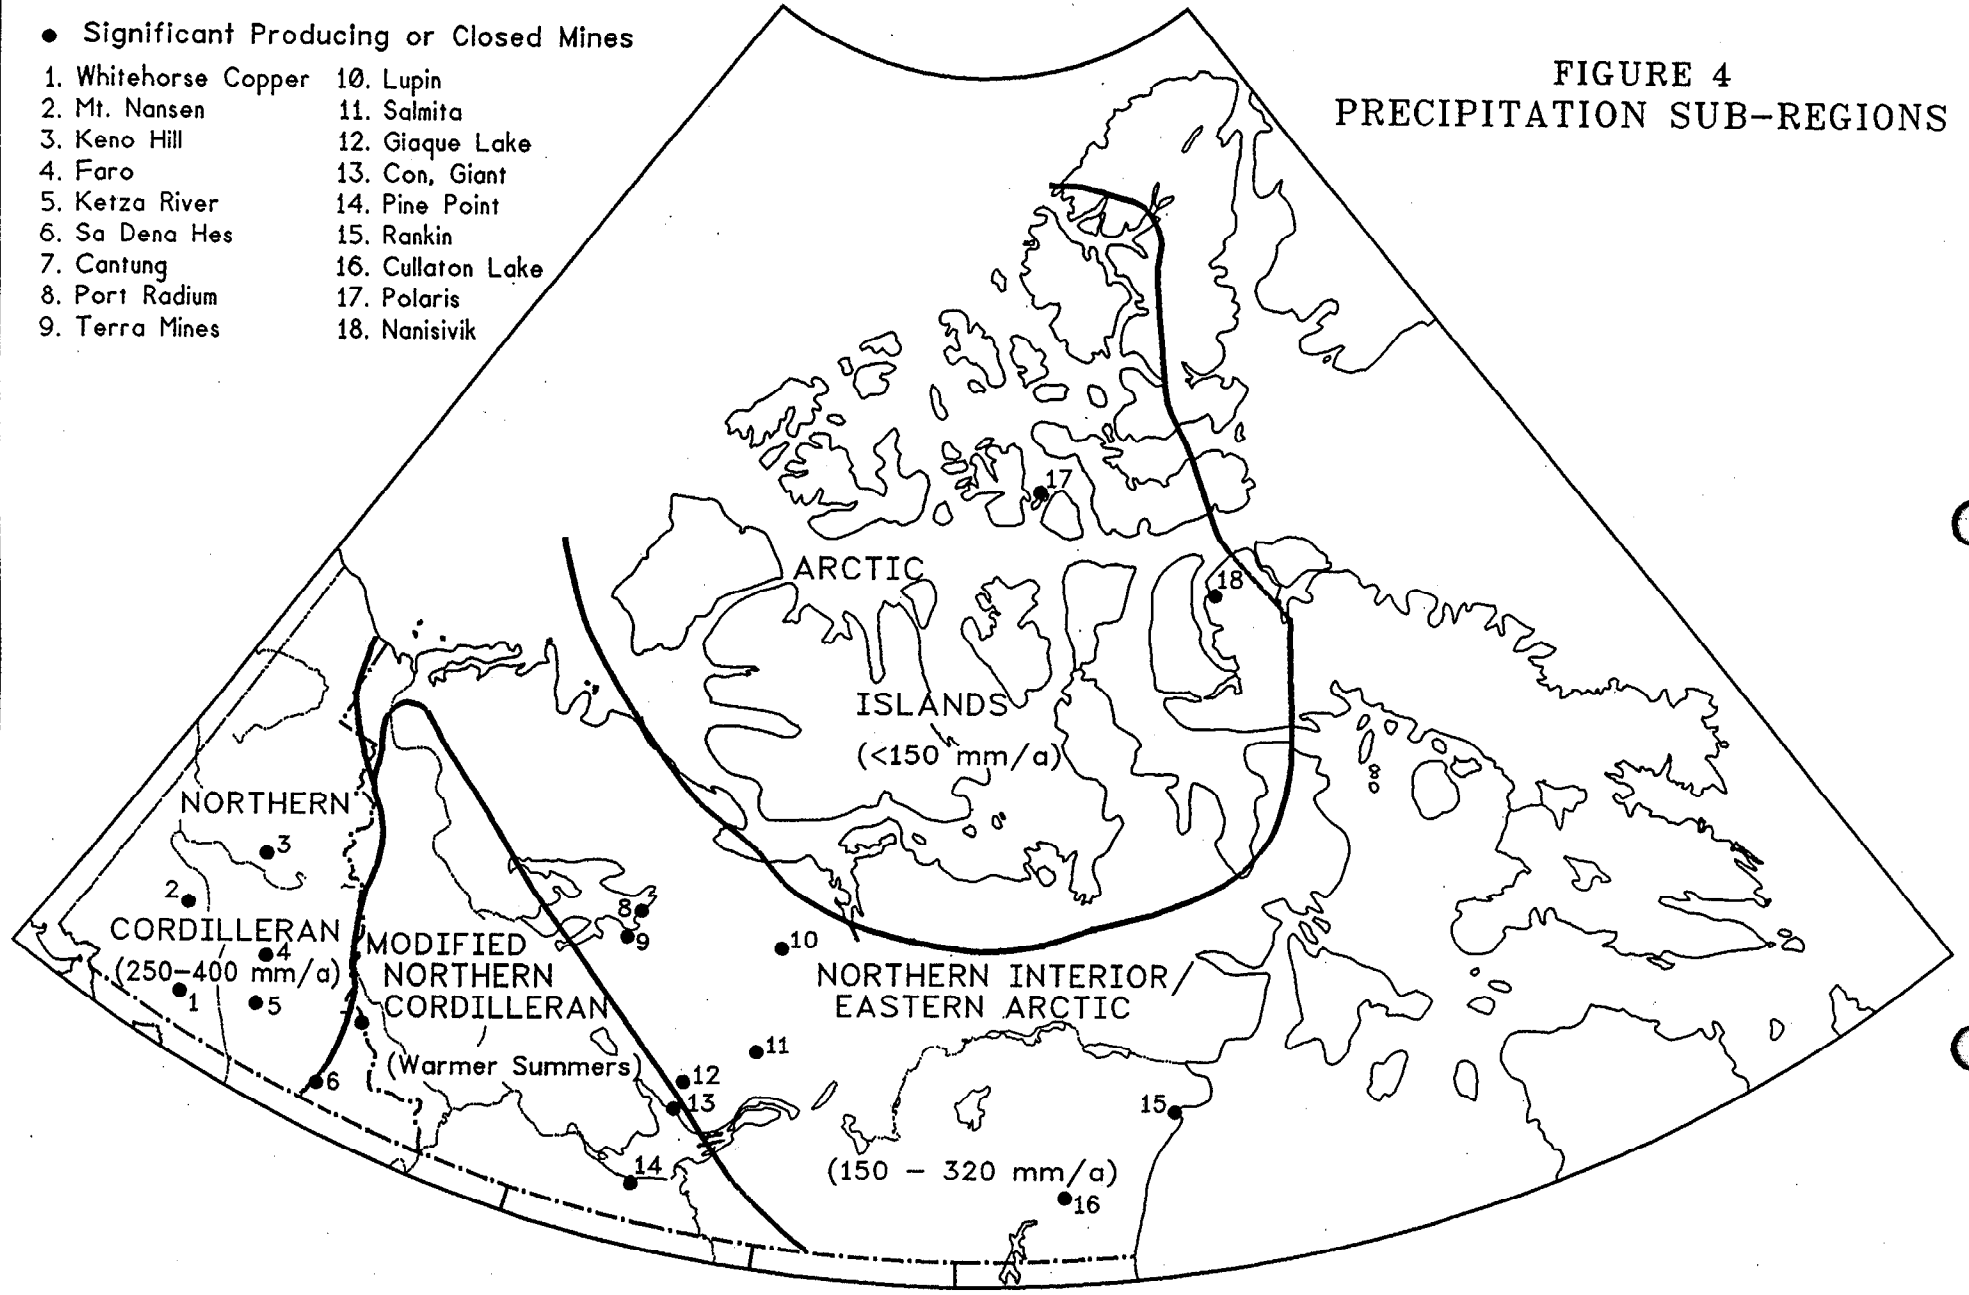 ● Significant Producing or Closed Mines
1. Whitehorse Copper
2. Mt. Nansen
3. Keno Hill
4. Faro
5. Ketza River
6. Sa Dena Hes
7. Cantung
8. Port Radium
9. Terra Mines
10. Lupin
11. Salmita
12. Giaque Lake
13. Con, Giant
14. Pine Point
15. Rankin
16. Cullaton Lake
17. Polaris
18. Nanisivik
FIGURE 4
PRECIPITATION SUB-REGIONS
17
ARCTIC
18
ISLANDS
(<150 mm/a)
NORTHERN
3
2
CORDILLERAN
4
(250-400 mm/a)
1
5
6
MODIFIED
NORTHERN
CORDILLERAN
(Warmer Summers)
8
9
10
NORTHERN INTERIOR/
EASTERN ARCTIC
11
12
13
14
15
(150 - 320 mm/a)
16